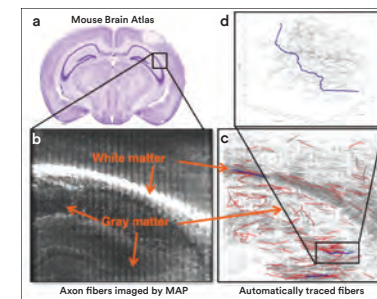 a
Mouse Brain Atlas
d
b
White matter
c
Gray matter
Axon fibers imaged by MAP
Automatically traced fibers